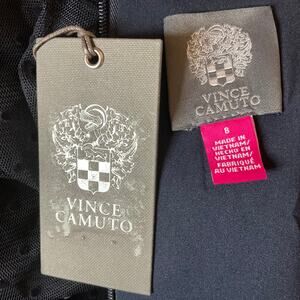 VINCE
CAMUTO
VINCE
CAMUTO
8
MADE IN
VIETNAM/
HECHO EN
VIETNAM/
FABRIQUÉ
AU VIETNAM